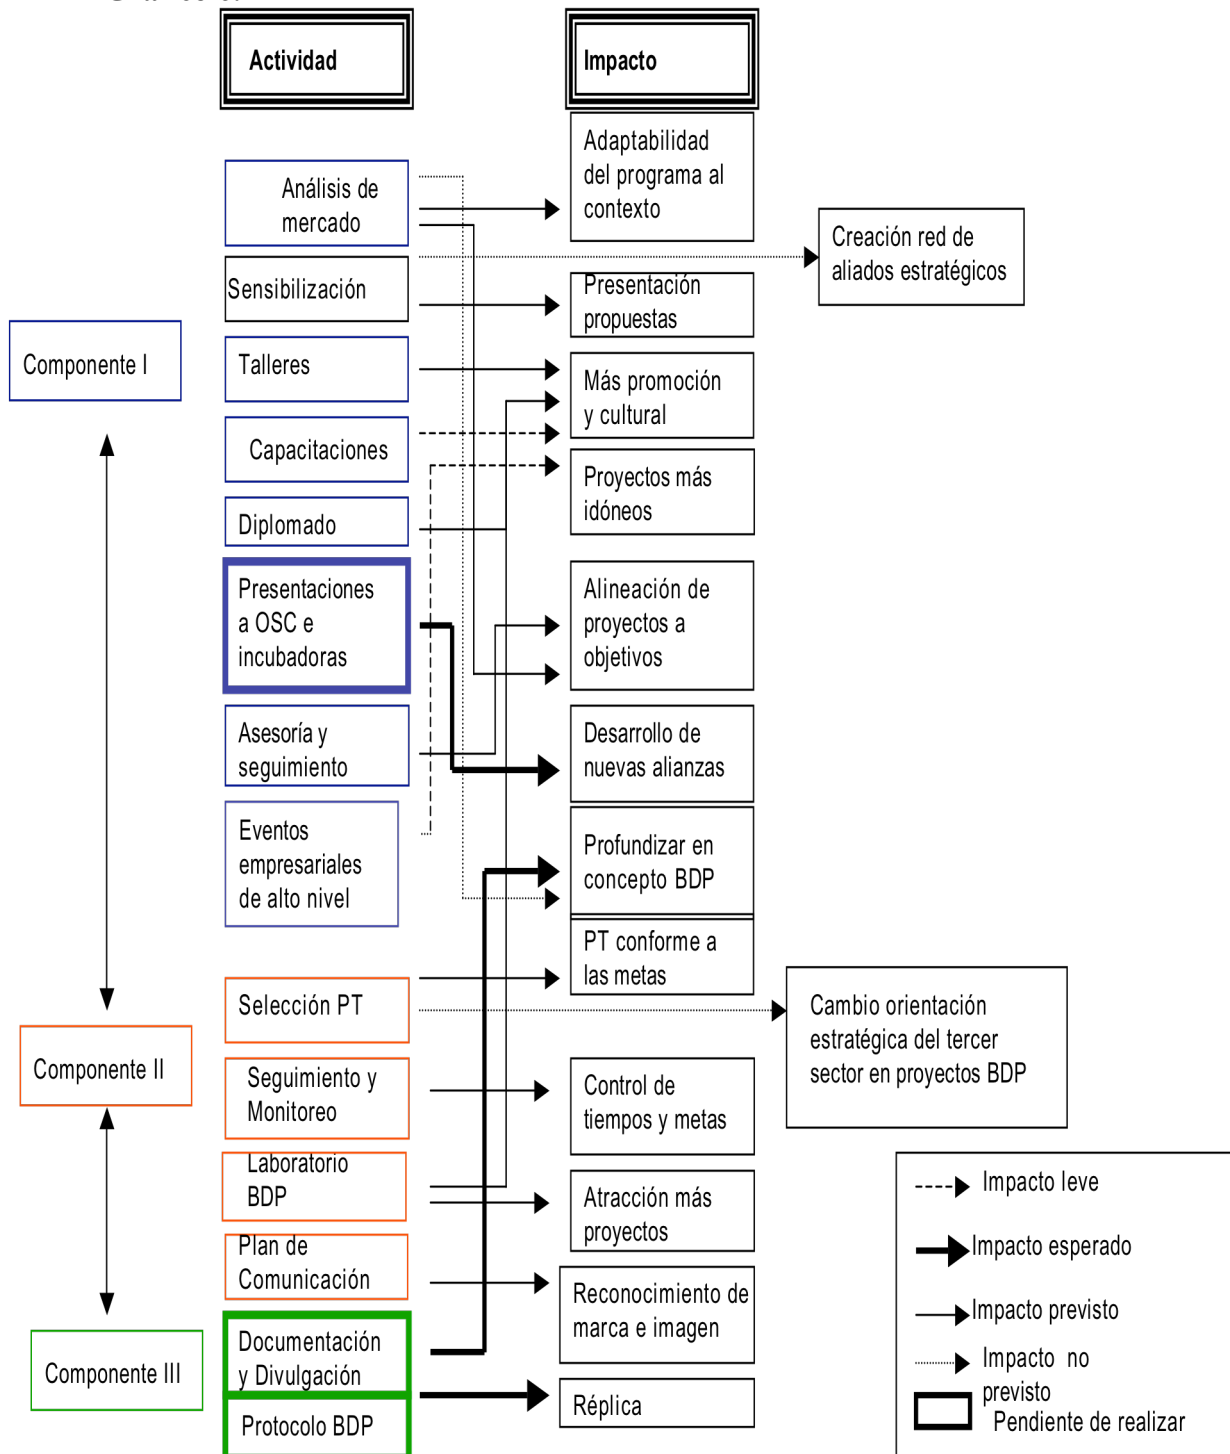 Actividad
Impacto
Análisis de
mercado
Adaptabilidad
del programa al
contexto
Creación red de
aliados estratégicos
Sensibilización
Presentación
propuestas
Componente I
Talleres
Más promoción
y cultural
Capacitaciones
Proyectos más
idóneos
Diplomado
Presentaciones
a OSC e
incubadoras
Alineación de
proyectos a
objetivos
Asesoría y
seguimiento
Desarrollo de
nuevas alianzas
Eventos
empresariales
de alto nivel
Profundizar en
concepto BDP
PT conforme a
las metas
Selección PT
Cambio orientación
estratégica del tercer
sector en proyectos BDP
Componente II
Seguimiento y
Monitoreo
Control de
tiempos y metas
Laboratorio
BDP
Atracción más
proyectos
Plan de
Comunicación
Reconocimiento de
marca e imagen
Componente III
Documentación
y Divulgación
Réplica
Protocolo BDP
Impacto leve
Impacto esperado
Impacto previsto
Impacto no
previsto
Pendiente de realizar